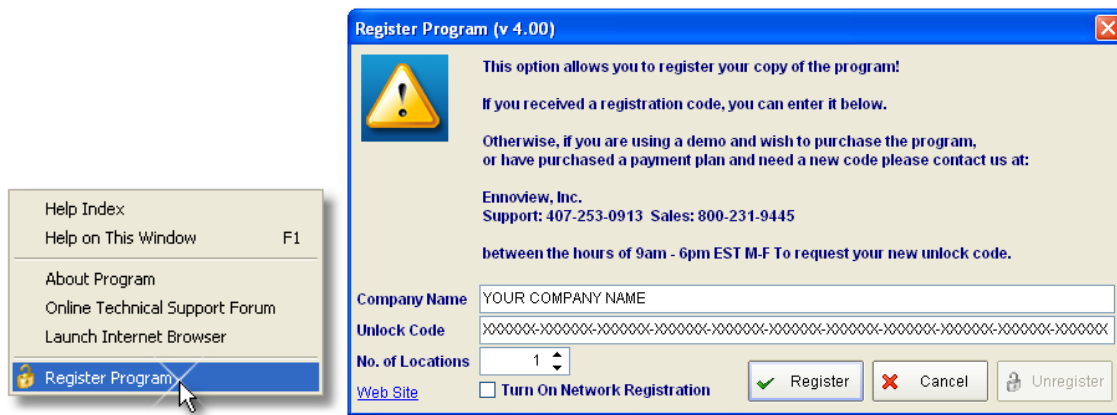 Help Index
Help on This Window F1
About Program
Online Technical Support Forum
Launch Internet Browser
Register Program
Register Program (v 4.00)
This option allows you to register your copy of the program!
If you received a registration code, you can enter it below.
Otherwise, if you are using a demo and wish to purchase the program,
or have purchased a payment plan and need a new code please contact us at:
Ennoview, Inc.
Support: 407-253-0913 Sales: 800-231-9445
between the hours of 9am - 6pm EST M-F To request your new unlock code.
Company Name YOUR COMPANY NAME
Unlock Code XXXXXX-XXXXXX-XXXXXX-XXXXXX-XXXXXX-XXXXXX-XXXXXX-XXXXXX-XXXXXX-XXXXXX-XXXXXX
No. of Locations 1
Web Site Turn On Network Registration Register Cancel Unregister